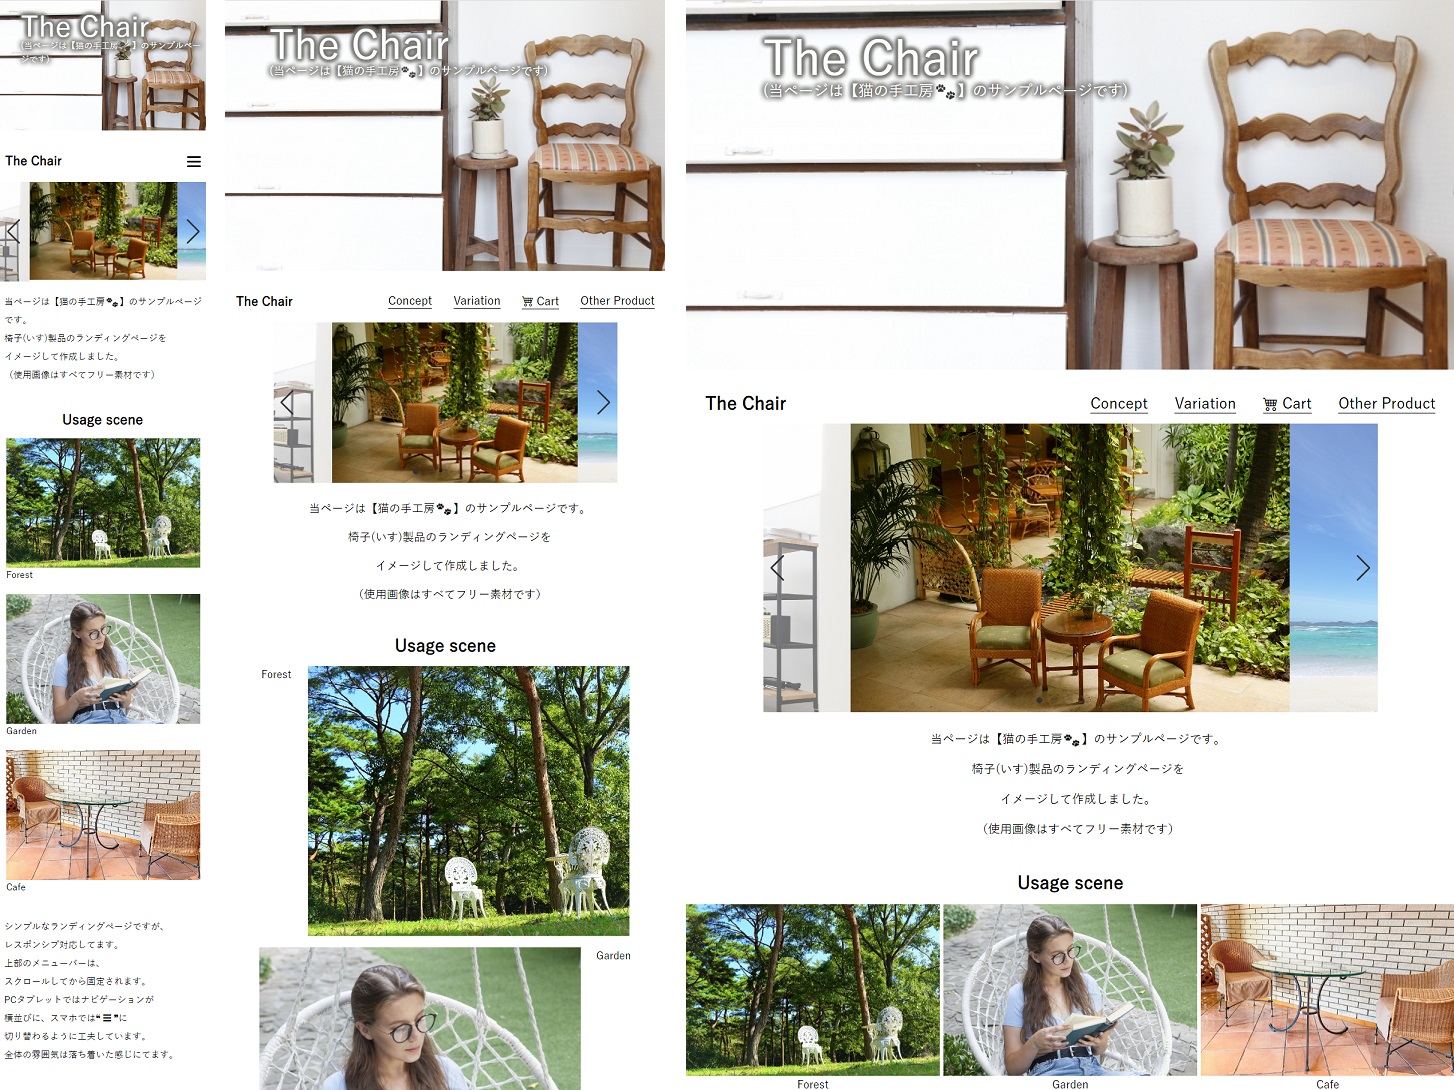 The Chair
(当ページは【猫の手工房🐾】のサンプルペー
ジです)
The Chair
当ページは【猫の手工房🐾】のサンプルページ
です。
椅子(いす)製品のランディングページを
イメージして作成しました。
（使用画像はすべてフリー素材です）
Usage scene
Forest
Garden
Cafe
シンプルなランディングページですが、
レスポンシブ対応してます。
上部のメニューバーは、
スクロールしてから固定されます。
PCタブレットではナビゲーションが
横並びに、スマホでは❝☰❞に
切り替わるように工夫しています。
全体の雰囲気は落ち着いた感じにてます。
The Chair
(当ページは【猫の手工房🐾】のサンプルページです)
The Chair Concept Variation Cart Other Product
当ページは【猫の手工房🐾】のサンプルページです。
椅子(いす)製品のランディングページを
イメージして作成しました。
（使用画像はすべてフリー素材です）
Usage scene
Forest
Garden
The Chair
(当ページは【猫の手工房🐾】のサンプルページです)
The Chair Concept Variation Cart Other Product
当ページは【猫の手工房🐾】のサンプルページです。
椅子(いす)製品のランディングページを
イメージして作成しました。
（使用画像はすべてフリー素材です）
Usage scene
Forest Garden Cafe